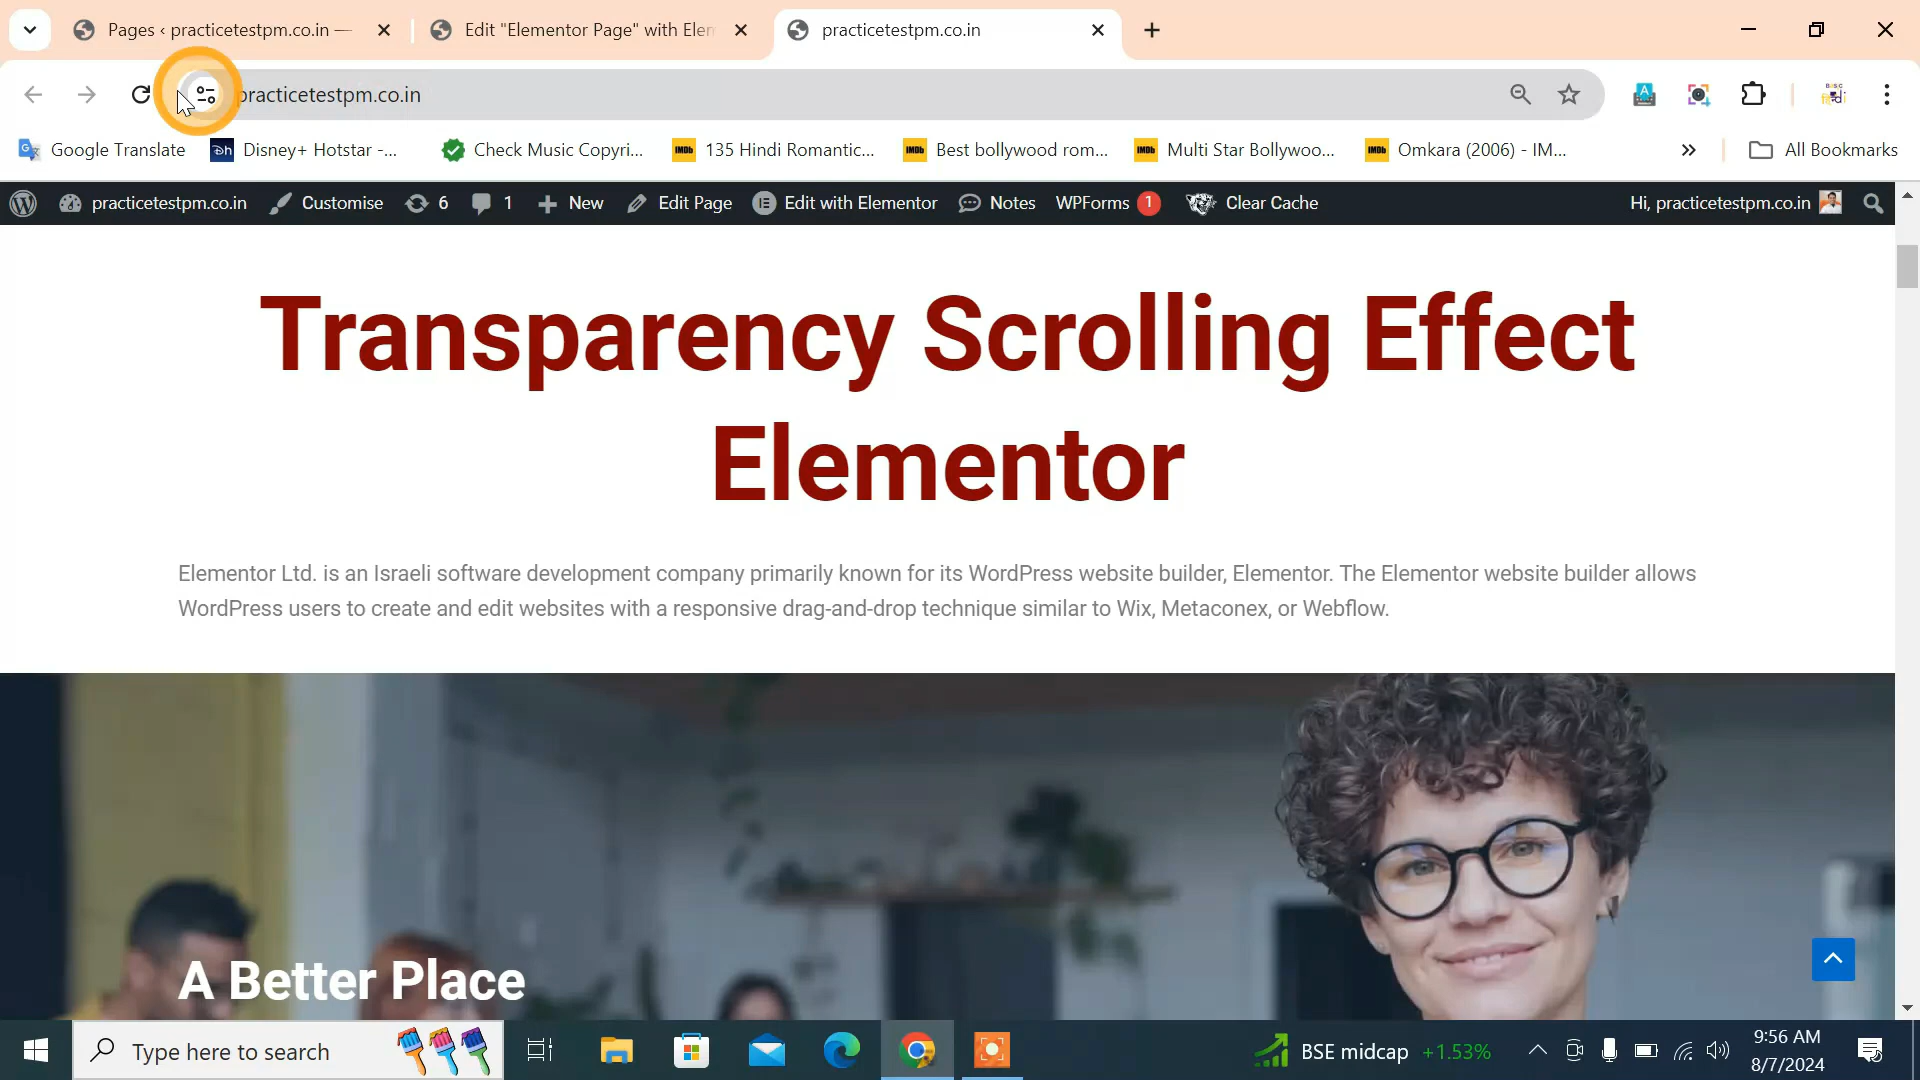 Pages ‹ practicetestpm.co.in —
Edit "Elementor Page" with Elem
practicetestpm.co.in
practicetestpm.co.in
Google Translate
Disney+ Hotstar -...
Check Music Copyri...
135 Hindi Romantic...
Best bollywood rom...
Multi Star Bollywoo...
Omkara (2006) - IM...
»
All Bookmarks
practicetestpm.co.in
Customise
6
1
New
Edit Page
Edit with Elementor
Notes
WPForms 1
Clear Cache
Hi, practicetestpm.co.in
Transparency Scrolling Effect
Elementor
Elementor Ltd. is an Israeli software development company primarily known for its WordPress website builder, Elementor. The Elementor website builder allows
WordPress users to create and edit websites with a responsive drag-and-drop technique similar to Wix, Metaconex, or Webflow.
A Better Place
Type here to search
BSE midcap +1.53%
9:56 AM
8/7/2024